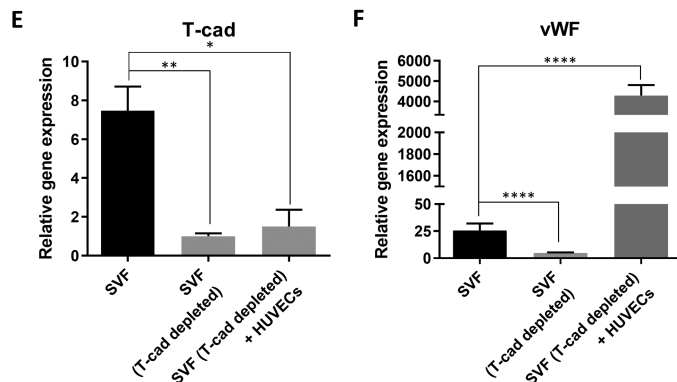 E
T-cad
Relative gene expression
10
8
6
4
2
0
*
**
SVF
SVF
(T-cad depleted)
SVF (T-cad depleted)
+ HUVECs
F
vWF
Relative gene expression
6000
5000
4000
2000
1800
1600
50
25
0
****
****
SVF
SVF
(T-cad depleted)
SVF (T-cad depleted)
+ HUVECs